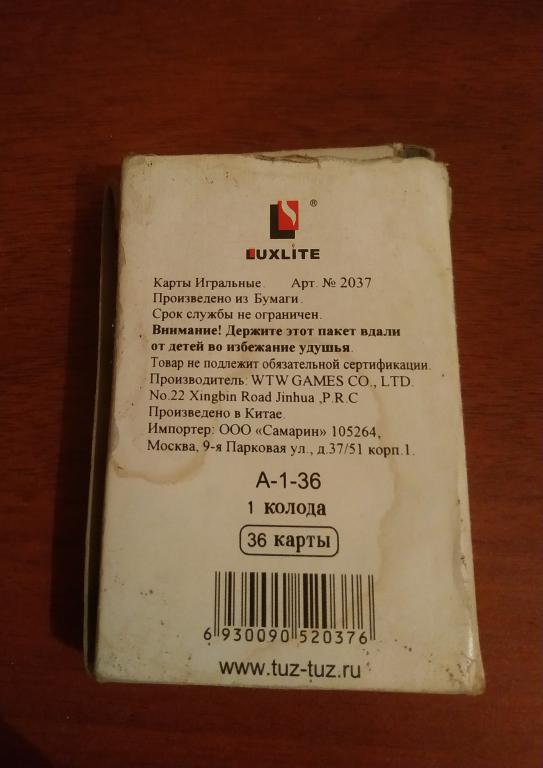 ®
LUXLITE
Карты Игральные. Арт. № 2037
Произведено из Бумаги.
Срок службы не ограничен.
Внимание! Держите этот пакет вдали
от детей во избежание удушья.
Товар не подлежит обязательной сертификации.
Производитель: WTW GAMES CO., LTD.
No.22 Xingbin Road Jinhua ,P.R.C
Произведено в Китае.
Импортер: ООО «Самарин» 105264,
Москва, 9-я Парковая ул., д.37/51 корп.1.
А-1-36
1 колода
36 карты
6 930090 520376
www.tuz-tuz.ru